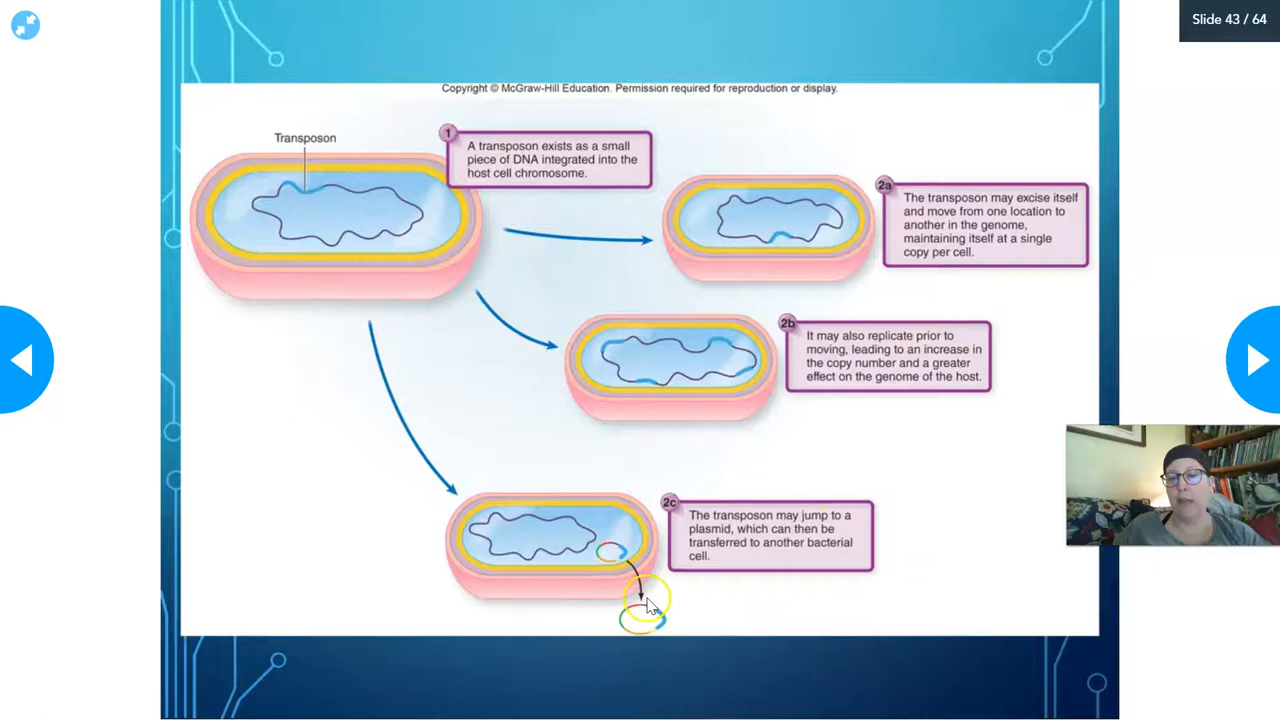 Slide 43 / 64
Copyright © McGraw-Hill Education. Permission required for reproduction or display.
Transposon
1
A transposon exists as a small
piece of DNA integrated into the
host cell chromosome.
2a
The transposon may excise itself
and move from one location to
another in the genome,
maintaining itself at a single
copy per cell.
2b
It may also replicate prior to
moving, leading to an increase in
the copy number and a greater
effect on the genome of the host.
2c
The transposon may jump to a
plasmid, which can then be
transferred to another bacterial
cell.